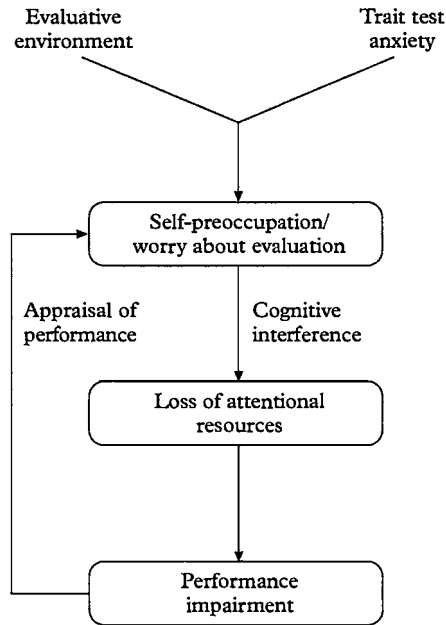 Evaluative
environment
Trait test
anxiety
Self-preoccupation/
worry about evaluation
Appraisal of
performance
Cognitive
interference
Loss of attentional
resources
Performance
impairment